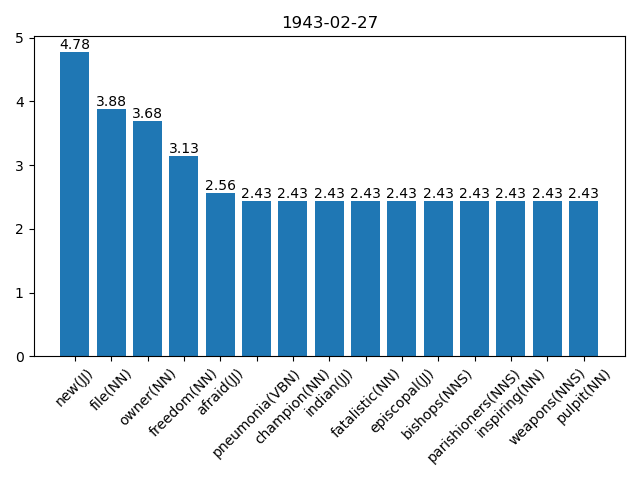 1943-02-27
5
4
3
2
1
0
4.78
3.88
3.68
3.13
2.56
2.43
2.43
2.43
2.43
2.43
2.43
2.43
2.43
2.43
2.43
new(JJ)
file(NN)
owner(NN)
freedom(NN)
afraid(JJ)
pneumonia(VBN)
champion(NN)
indian(JJ)
fatalistic(NN)
episcopal(JJ)
bishops(NNS)
parishioners(NNS)
inspiring(NN)
weapons(NNS)
pulpit(NN)